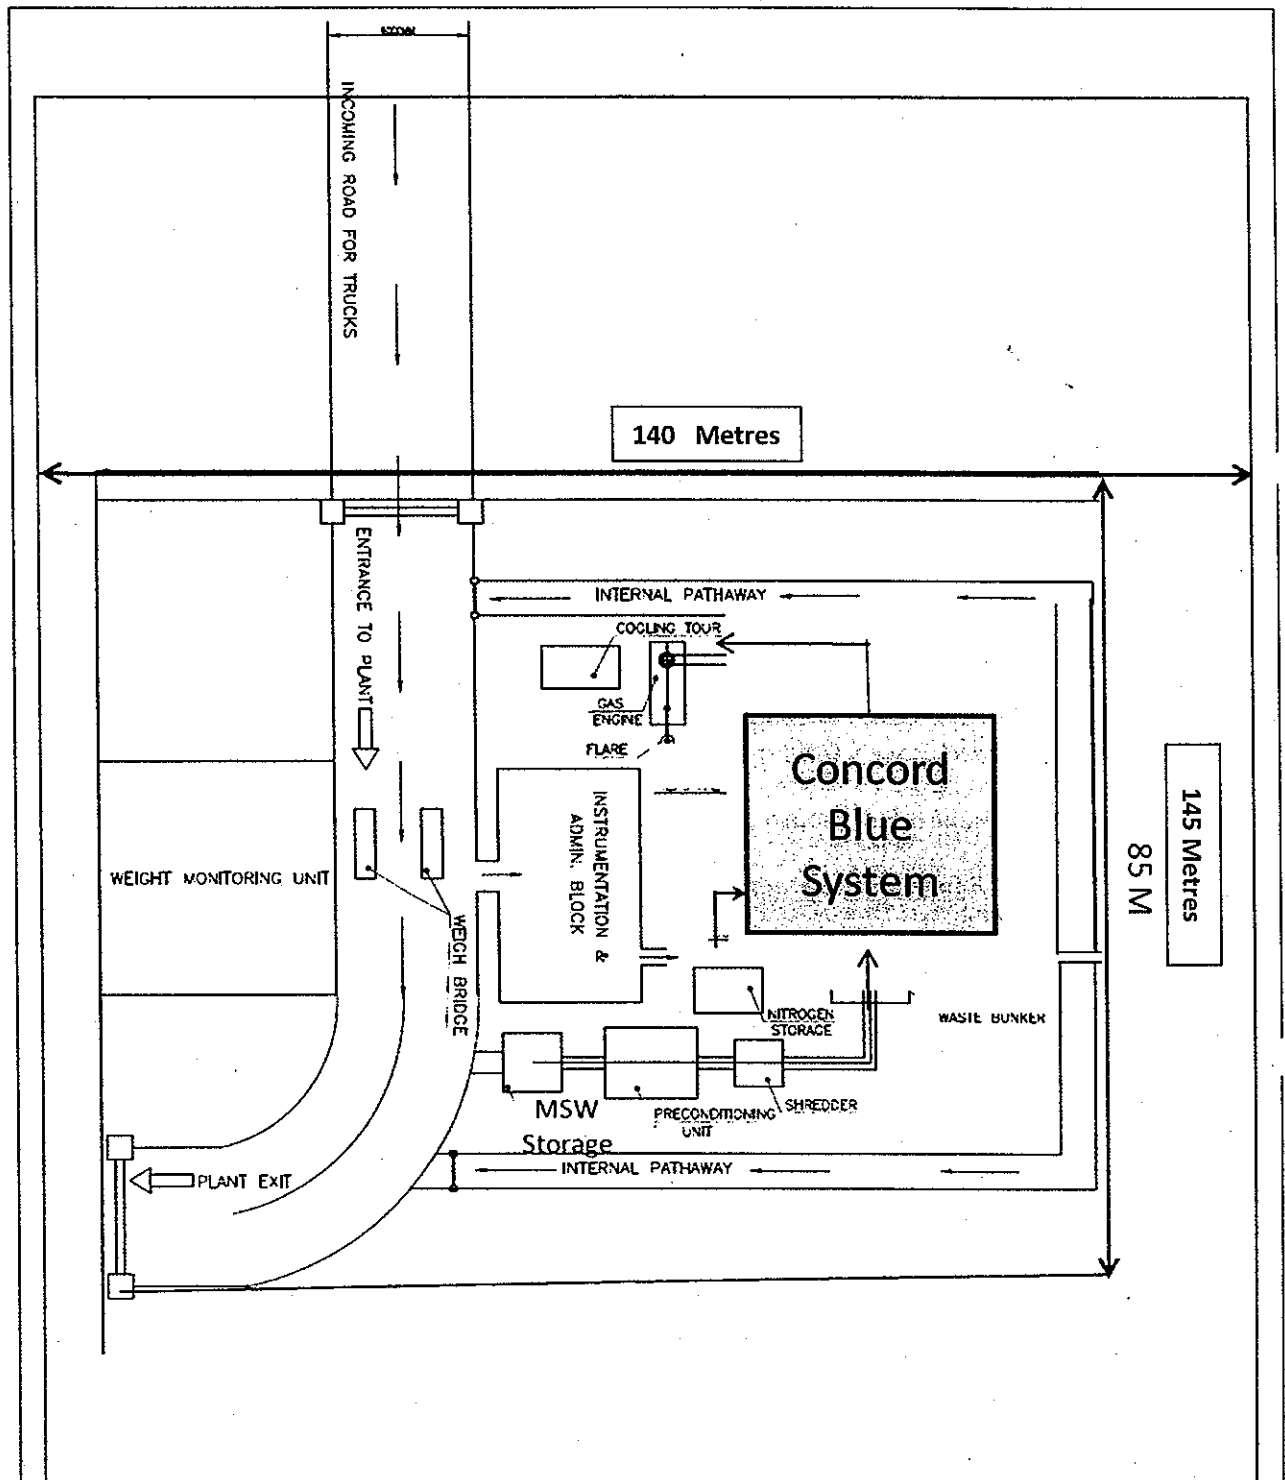 INCOMING ROAD FOR TRUCKS
140 Metres
ENTRANCE TO PLANT
INTERNAL PATHAWAY
COOLING TOUR
GAS
ENGINE
FLARE
Concord
Blue
System
145 Metres
85 M
INSTRUMENTATION &
ADMIN. BLOCK
WEIGHT MONITORING UNIT
WEIGH BRIDGE
NITROGEN
STORAGE
WASTE BUNKER
MSW
Storage
PRECONDITIONING
UNIT
SHREDDER
INTERNAL PATHAWAY
PLANT EXIT